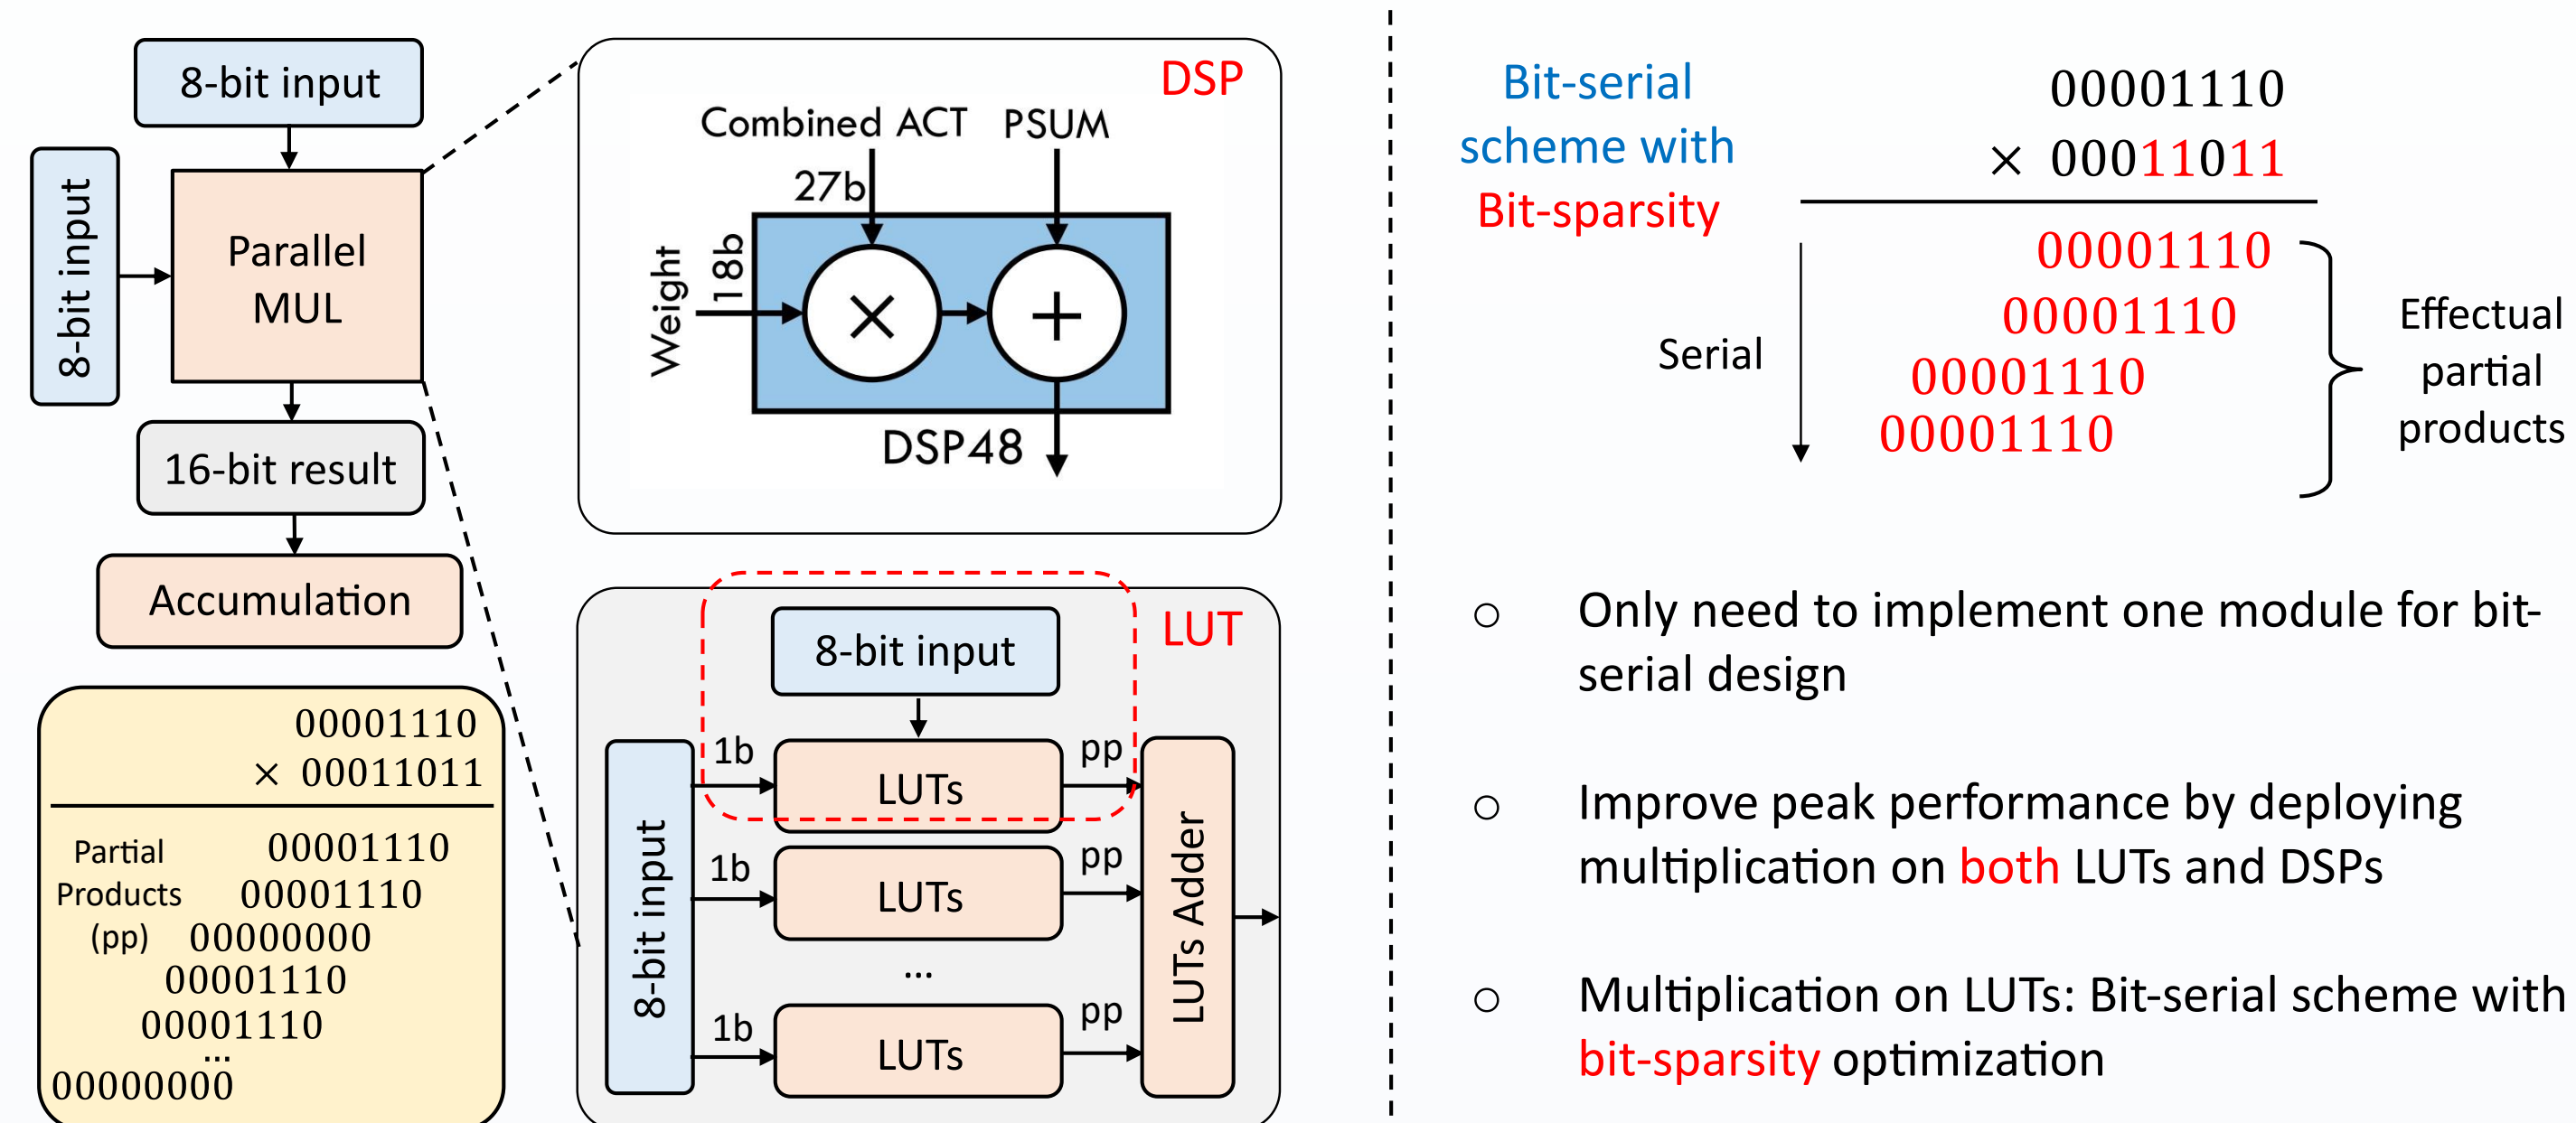 8-bit input
8-bit input
Parallel
MUL
16-bit result
Accumulation
00001110
× 00011011
Partial
Products
(pp)
00001110
00001110
00000000
00001110
00001110
...
00000000
DSP
Combined ACT
PSUM
27b
Weight
18b
×
+
DSP48
LUT
8-bit input
8-bit input
1b
LUTs
pp
1b
LUTs
pp
...
1b
LUTs
pp
LUTs Adder
Bit-serial
scheme with
Bit-sparsity
00001110
× 00011011
Serial
00001110
00001110
00001110
00001110
Effectual
partial
products
○ Only need to implement one module for bit-
serial design
○ Improve peak performance by deploying
multiplication on both LUTs and DSPs
○ Multiplication on LUTs: Bit-serial scheme with
bit-sparsity optimization